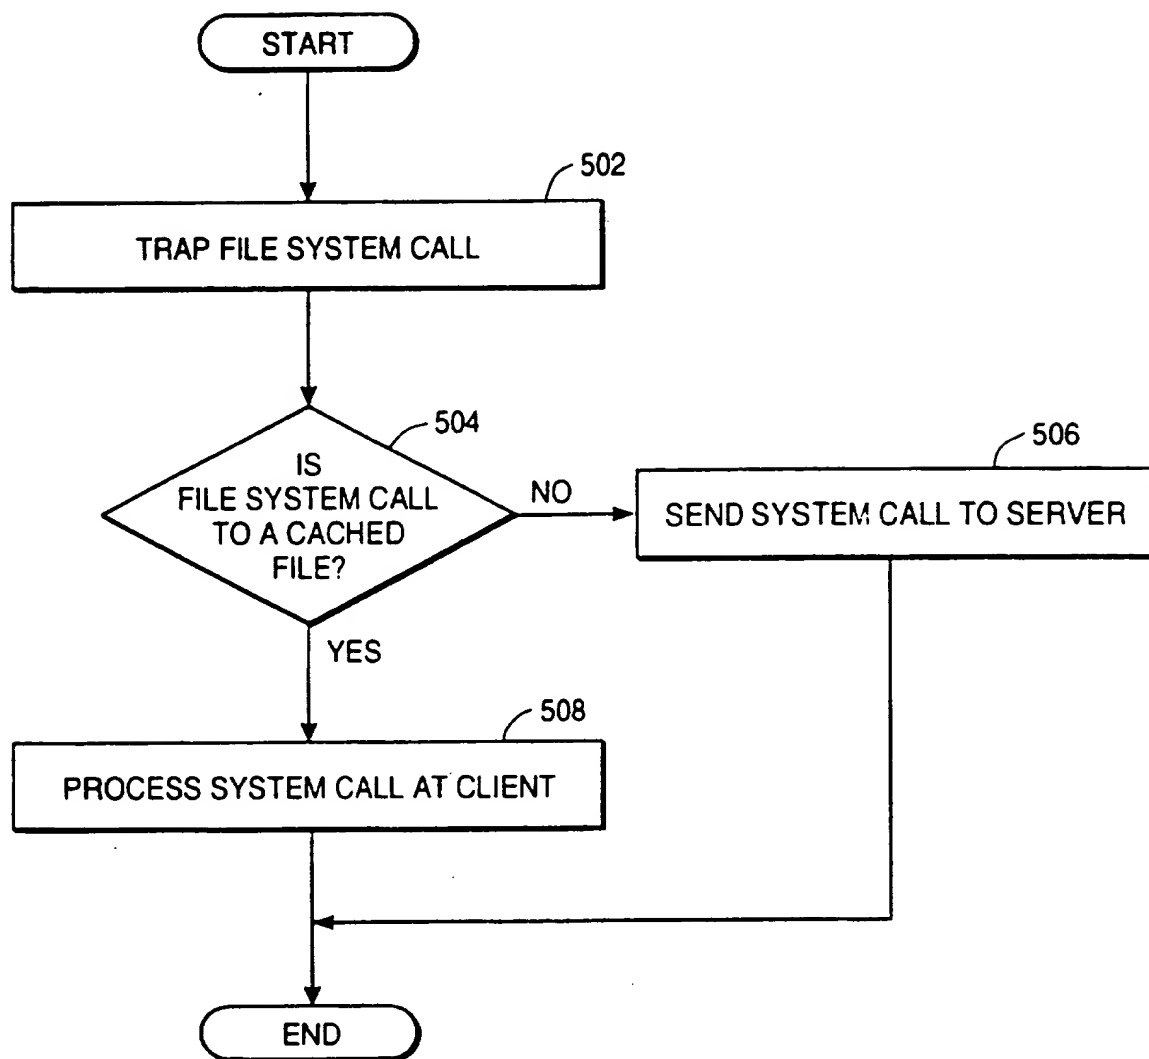 START
502
TRAP FILE SYSTEM CALL
504
IS
FILE SYSTEM CALL
TO A CACHED
FILE?
NO
506
SEND SYSTEM CALL TO SERVER
YES
508
PROCESS SYSTEM CALL AT CLIENT
END